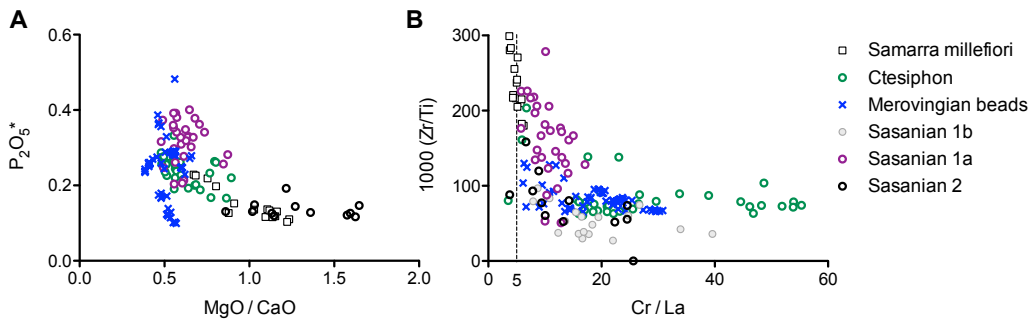 A
B
0.6
0.4
0.2
0.0
P₂O₅*
0.0
0.5
1.0
1.5
2.0
MgO / CaO
300
200
100
0
1000 (Zr/Ti)
0
5
20
40
60
Cr / La
Samarra millefiori
Ctesiphon
Merovingian beads
Sasanian 1b
Sasanian 1a
Sasanian 2